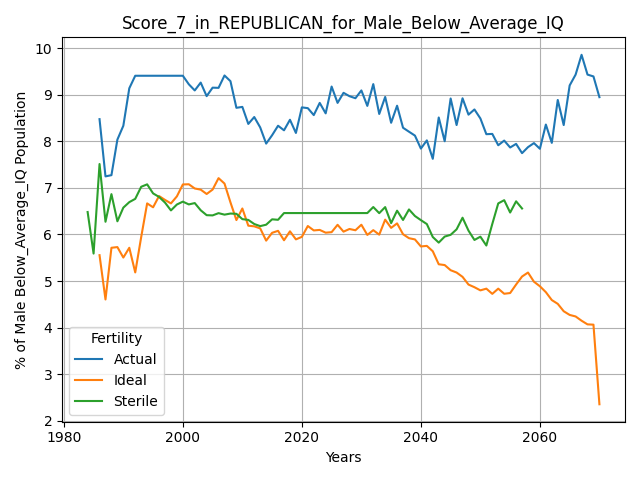 Score_7_in_REPUBLICAN_for_Male_Below_Average_IQ
% of Male Below_Average_IQ Population
10
9
8
7
6
5
4
3
2
Fertility
Actual
Ideal
Sterile
1980
2000
2020
2040
2060
Years